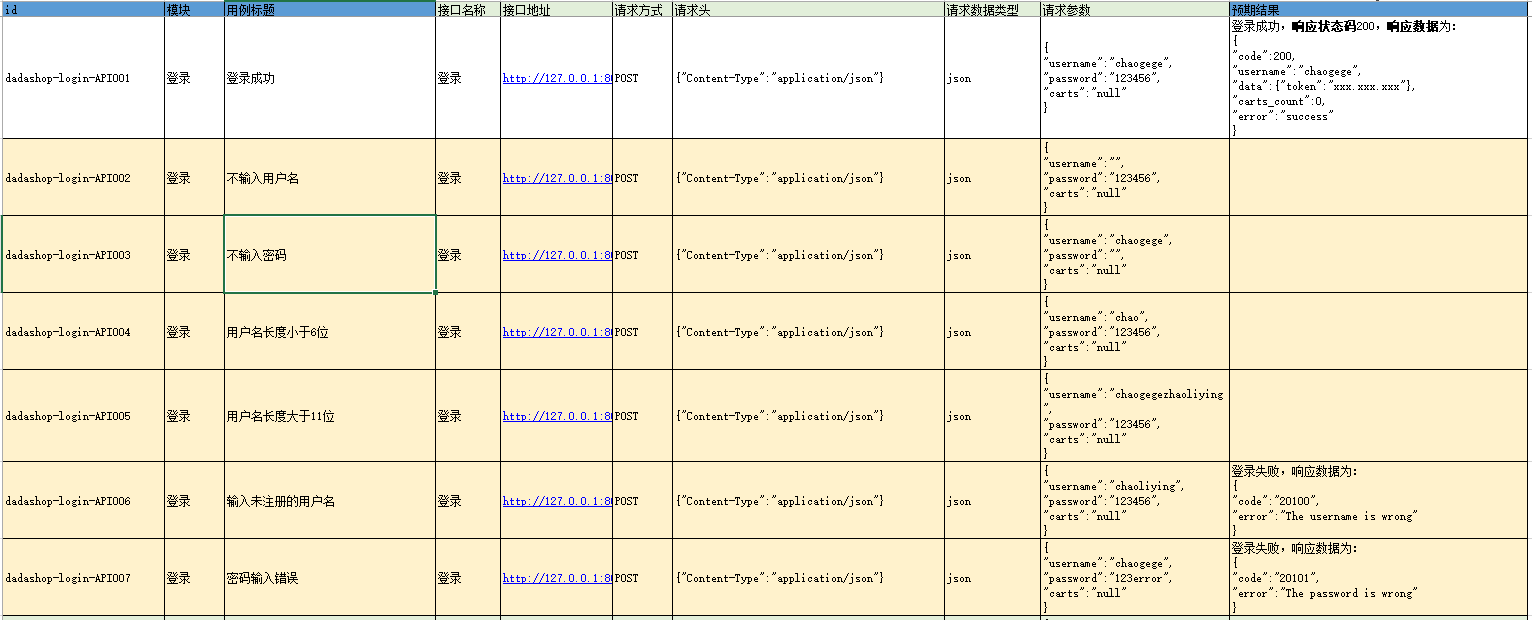 id 模块 用例标题 接口名称 接口地址 请求方式 请求头 请求数据类型 请求参数 预期结果
dadashop-login-API001 登录 登录成功 登录 http://127.0.0.1:8 POST {"Content-Type":"application/json"} json
{
"username":"chaogege",
"password":"123456",
"carts":"null"
}
登录成功，响应状态码200，响应数据为：
{
"code":200,
"username":"chaogege",
"data":{"token":"xxx.xxx.xxx"},
"carts_count":0,
"error":"success"
}
dadashop-login-API002 登录 不输入用户名 登录 http://127.0.0.1:8 POST {"Content-Type":"application/json"} json
{
"username":"",
"password":"123456",
"carts":"null"
}
dadashop-login-API003 登录 不输入密码 登录 http://127.0.0.1:8 POST {"Content-Type":"application/json"} json
{
"username":"chaogege",
"password":"",
"carts":"null"
}
dadashop-login-API004 登录 用户名长度小于6位 登录 http://127.0.0.1:8 POST {"Content-Type":"application/json"} json
{
"username":"chao",
"password":"123456",
"carts":"null"
}
dadashop-login-API005 登录 用户名长度大于11位 登录 http://127.0.0.1:8 POST {"Content-Type":"application/json"} json
{
"username":"chaogegezhaoliying
",
"password":"123456",
"carts":"null"
}
dadashop-login-API006 登录 输入未注册的用户名 登录 http://127.0.0.1:8 POST {"Content-Type":"application/json"} json
{
"username":"chaoliying",
"password":"123456",
"carts":"null"
}
登录失败，响应数据为：
{
"code":"20100",
"error":"The username is wrong"
}
dadashop-login-API007 登录 密码输入错误 登录 http://127.0.0.1:8 POST {"Content-Type":"application/json"} json
{
"username":"chaogege",
"password":"123error",
"carts":"null"
}
登录失败，响应数据为：
{
"code":"20101",
"error":"The password is wrong"
}